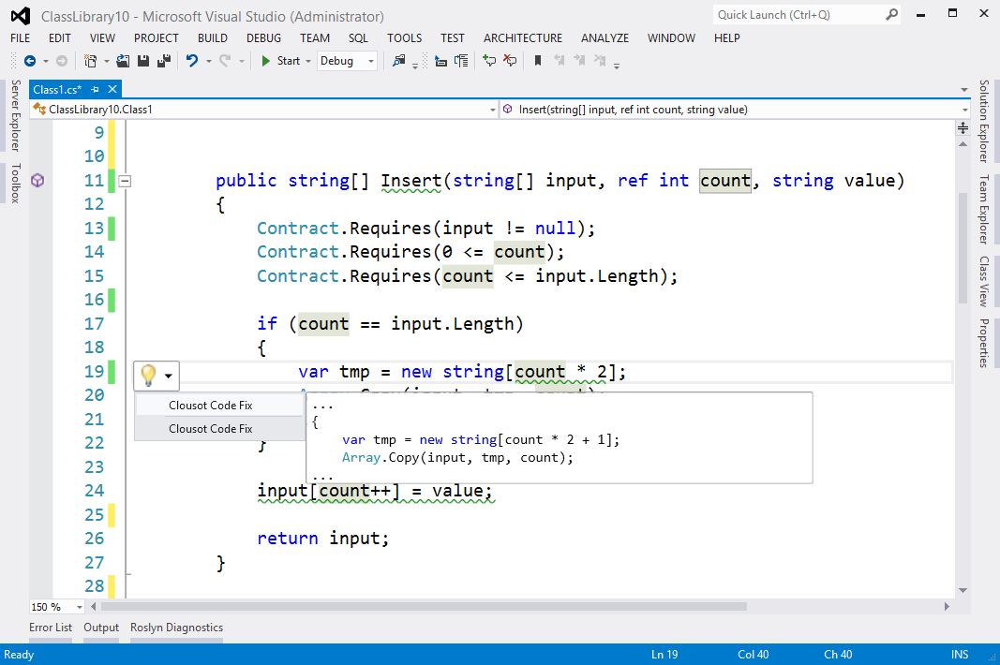 ClassLibrary10 - Microsoft Visual Studio (Administrator)
Quick Launch (Ctrl+Q)
FILE EDIT VIEW PROJECT BUILD DEBUG TEAM SQL TOOLS TEST ARCHITECTURE ANALYZE WINDOW HELP
Start Debug
Class1.cs*
ClassLibrary10.Class1
Insert(string[] input, ref int count, string value)
Server Explorer
Toolbox
Solution Explorer
Team Explorer
Class View
Properties
9
10
11 public string[] Insert(string[] input, ref int count, string value)
12 {
13 Contract.Requires(input != null);
14 Contract.Requires(0 <= count);
15 Contract.Requires(count <= input.Length);
16
17 if (count == input.Length)
18 {
19 var tmp = new string[count * 2];
20
21
22 }
23
24 input[count++] = value;
25
26 return input;
27 }
28
Clousot Code Fix
Clousot Code Fix
...
{
var tmp = new string[count * 2 + 1];
Array.Copy(input, tmp, count);
...
150 %
Error List Output Roslyn Diagnostics
Ready Ln 19 Col 40 Ch 40 INS